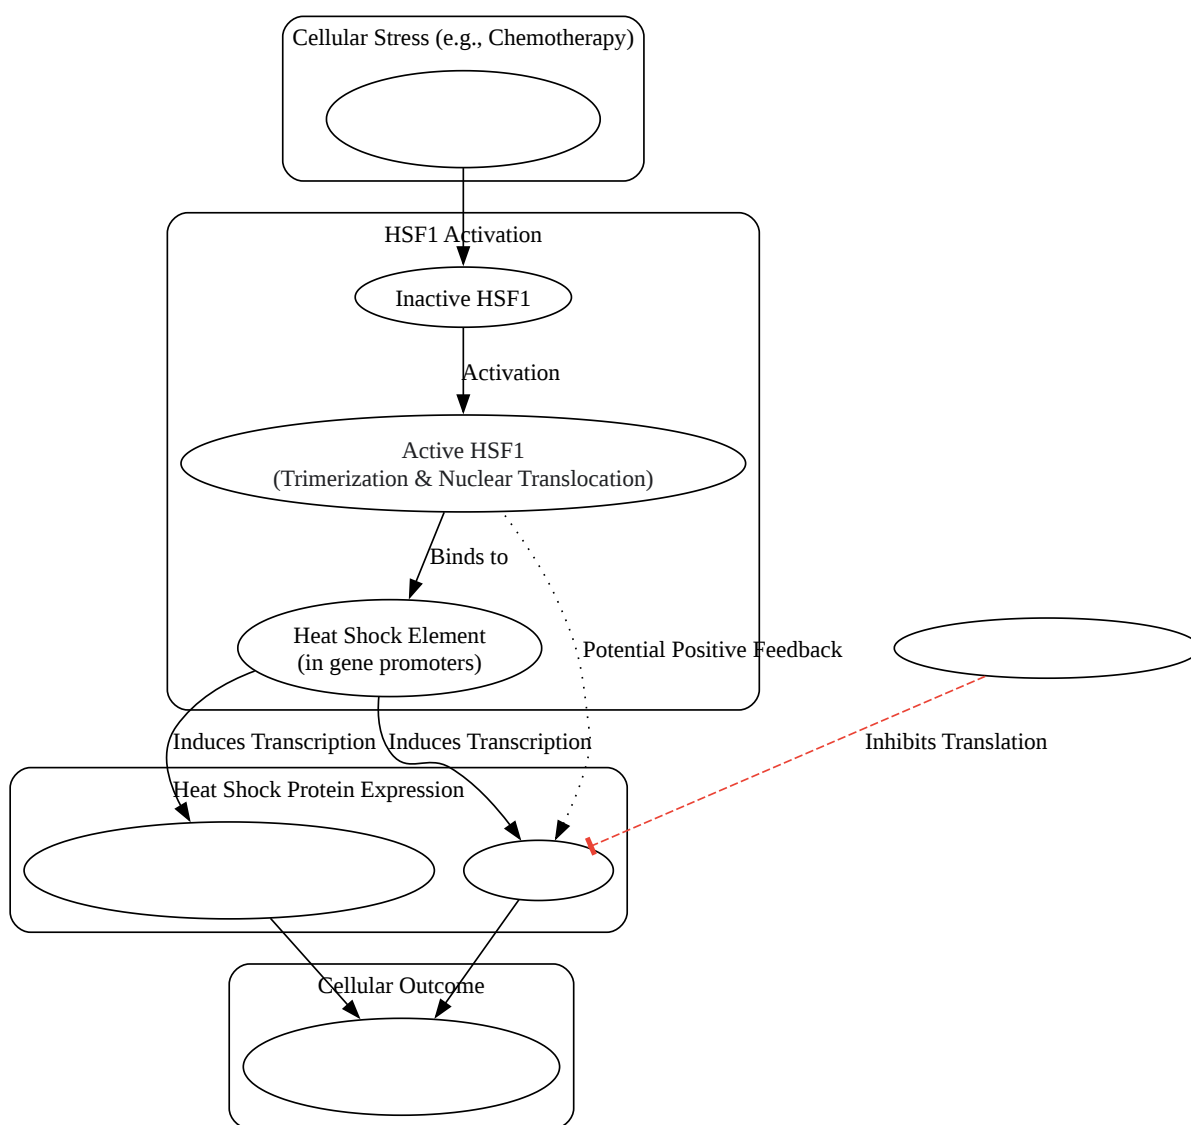 Cellular Stress (e.g., Chemotherapy)
HSF1 Activation
Inactive HSF1
Activation
Active HSF1
(Trimerization & Nuclear Translocation)
Binds to
Heat Shock Element
(in gene promoters)
Potential Positive Feedback
Induces Transcription
Induces Transcription
Inhibits Translation
Heat Shock Protein Expression
Cellular Outcome